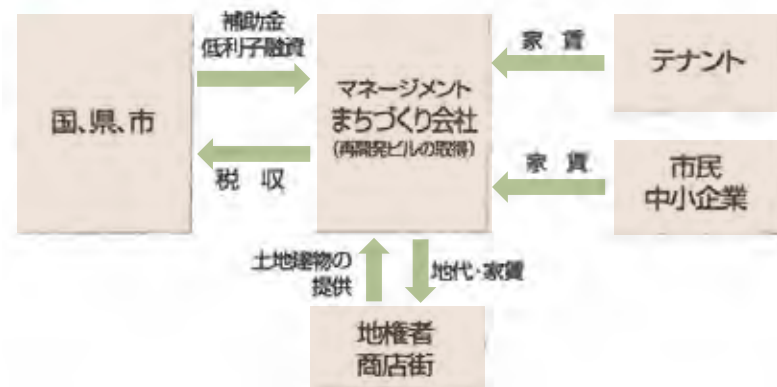 補助金
低利子融資
国、県、市
税 収
マネージメント
まちづくり会社
(再開発ビルの取得)
家 賃
テナント
家 賃
市民
中小企業
土地建物の
提供
地代・家賃
地権者
商店街